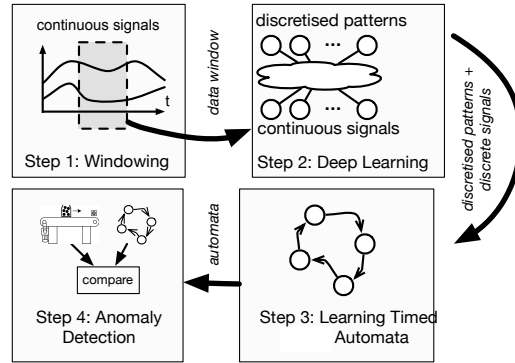 continuous signals
t
Step 1: Windowing
data window
discretised patterns
...
...
continuous signals
Step 2: Deep Learning
discretised patterns +
discrete signals
Step 3: Learning Timed
Automata
automata
compare
Step 4: Anomaly
Detection